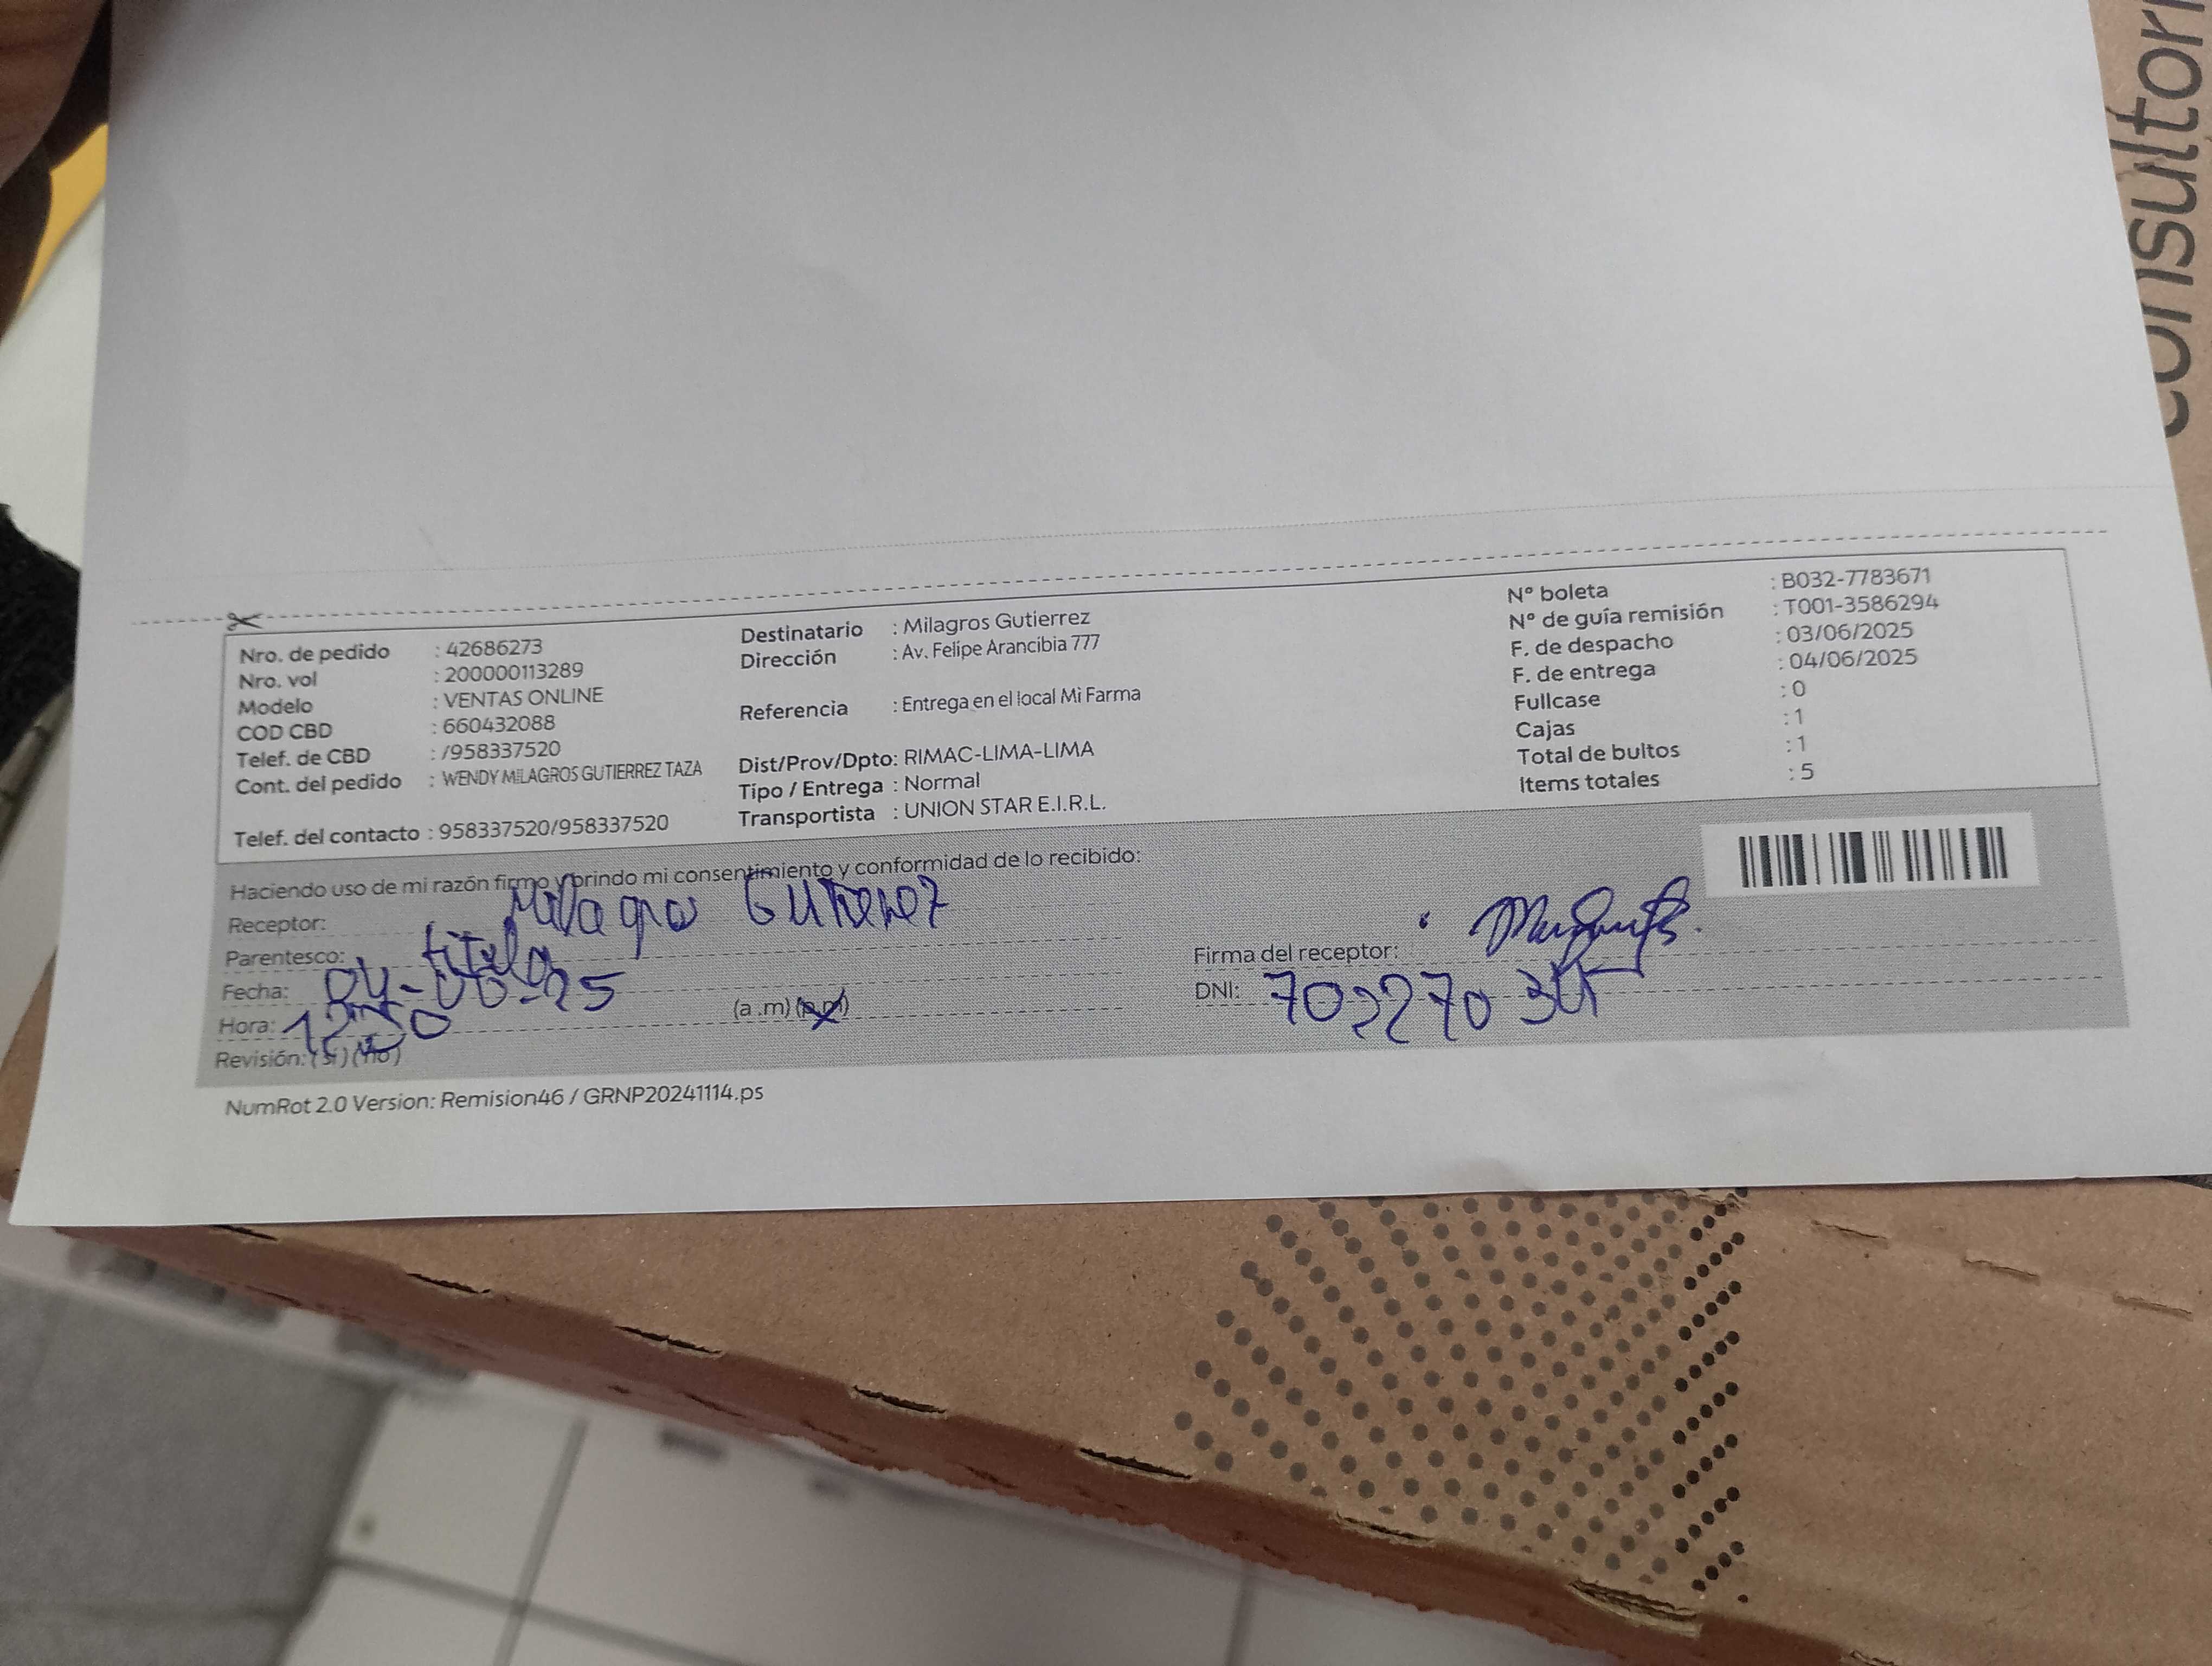 consultori
Nro. de pedido : 42686273
Nro. vol : 200000113289
Modelo : VENTAS ONLINE
COD CBD : 660432088
Telef. de CBD : /958337520
Cont. del pedido : WENDY MILAGROS GUTIERREZ TAZA
Telef. del contacto : 958337520/958337520
Destinatario : Milagros Gutierrez
Dirección : Av. Felipe Arancibia 777
Referencia : Entrega en el local Mi Farma
Dist/Prov/Dpto: RIMAC-LIMA-LIMA
Tipo / Entrega : Normal
Transportista : UNION STAR E.I.R.L.
N° boleta : B032-7783671
N° de guía remisión : T001-3586294
F. de despacho : 03/06/2025
F. de entrega : 04/06/2025
Fullcase : 0
Cajas : 1
Total de bultos : 1
Items totales : 5
Haciendo uso de mi razón firmo y brindo mi consentimiento y conformidad de lo recibido:
Receptor: Milagros Gutierrez
Parentesco: titular
Fecha: 04-06-25
Hora: 12:50 (a .m) (p.m)
Revisión: (si) (no)
Firma del receptor:
DNI:
NumRot 2.0 Version: Remision46 / GRNP20241114.ps